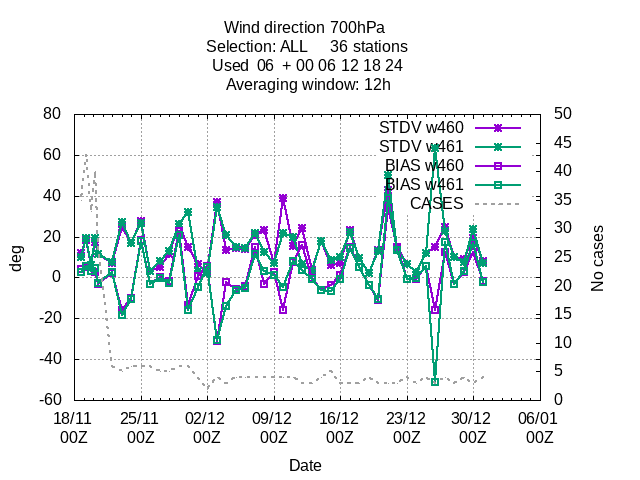 Wind direction 700hPa
Selection: ALL 36 stations
Used 06 + 00 06 12 18 24
Averaging window: 12h
80
60
40
20
0
-20
-40
-60
deg
50
45
40
35
30
25
20
15
10
5
0
No cases
STDV w460
STDV w461
BIAS w460
BIAS w461
CASES
18/11 25/11 02/12 09/12 16/12 23/12 30/12 06/01
00Z 00Z 00Z 00Z 00Z 00Z 00Z 00Z
Date